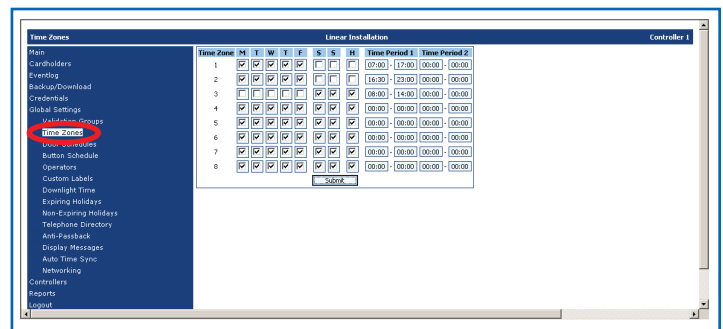 Time Zones Linear Installation Controller 1
Main
Cardholders
Eventlog
Backup/Download
Credentials
Global Settings
Validation Groups
Time Zones
Door Schedules
Button Schedule
Operators
Custom Labels
Downlight Time
Expiring Holidays
Non-Expiring Holidays
Telephone Directory
Anti-Passback
Display Messages
Auto Time Sync
Networking
Controllers
Reports
Logout
Time Zone M T W T F S S H Time Period 1 Time Period 2
1 07:00 - 17:00 00:00 - 00:00
2 16:30 - 23:00 00:00 - 00:00
3 08:00 - 14:00 00:00 - 00:00
4 00:00 - 00:00 00:00 - 00:00
5 00:00 - 00:00 00:00 - 00:00
6 00:00 - 00:00 00:00 - 00:00
7 00:00 - 00:00 00:00 - 00:00
8 00:00 - 00:00 00:00 - 00:00
Submit